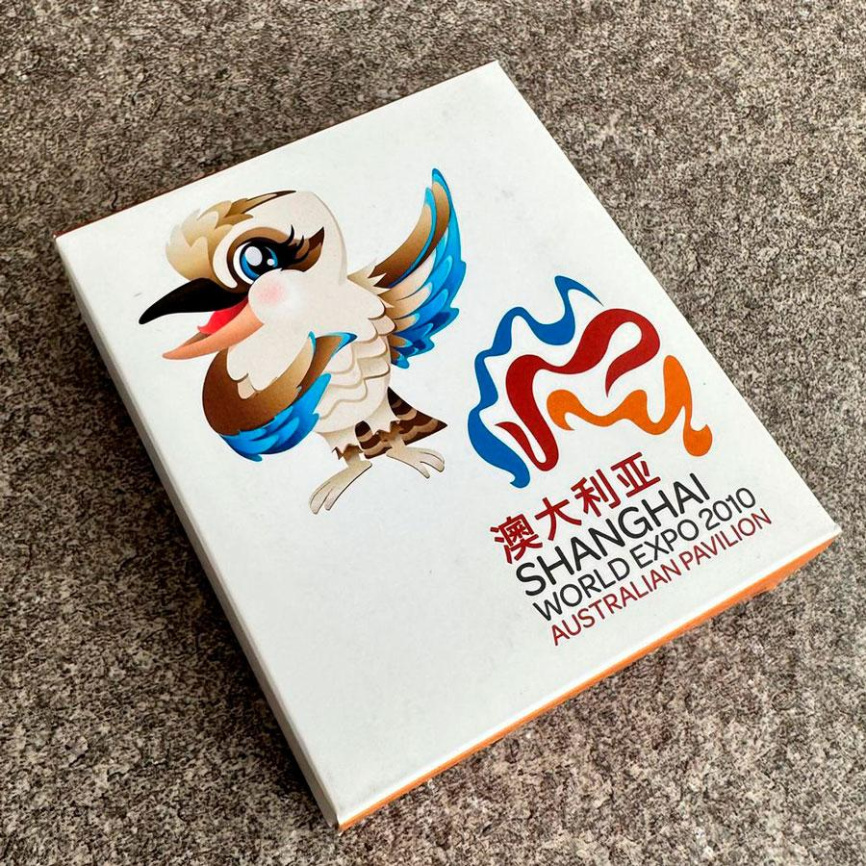 澳大利亚
SHANGHAI
WORLD EXPO 2010
AUSTRALIAN PAVILION